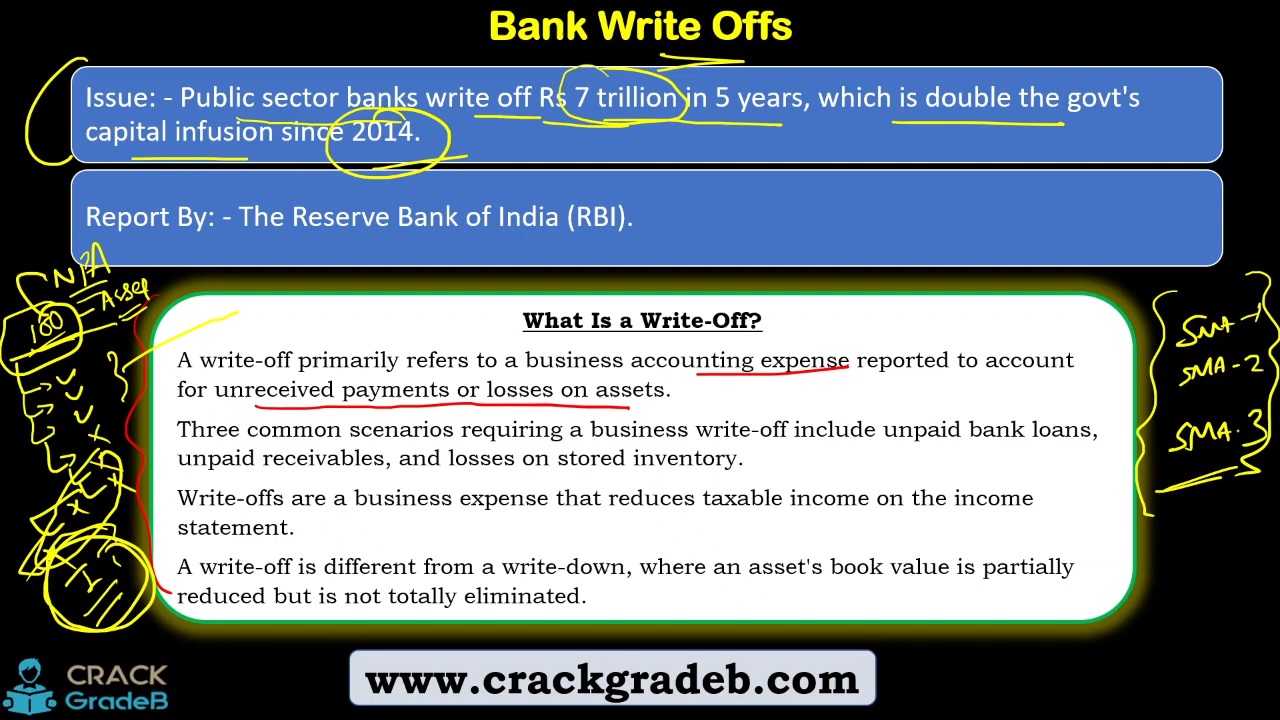 Bank Write Offs
Issue: - Public sector banks write off Rs 7 trillion in 5 years, which is double the govt's
capital infusion since 2014.
Report By: - The Reserve Bank of India (RBI).
NPA
Asset
180
What Is a Write-Off?
A write-off primarily refers to a business accounting expense reported to account
for unreceived payments or losses on assets.
Three common scenarios requiring a business write-off include unpaid bank loans,
unpaid receivables, and losses on stored inventory.
Write-offs are a business expense that reduces taxable income on the income
statement.
A write-off is different from a write-down, where an asset's book value is partially
reduced but is not totally eliminated.
SMA-1
SMA-2
SMA-3
CRACK
GradeB
www.crackgradeb.com